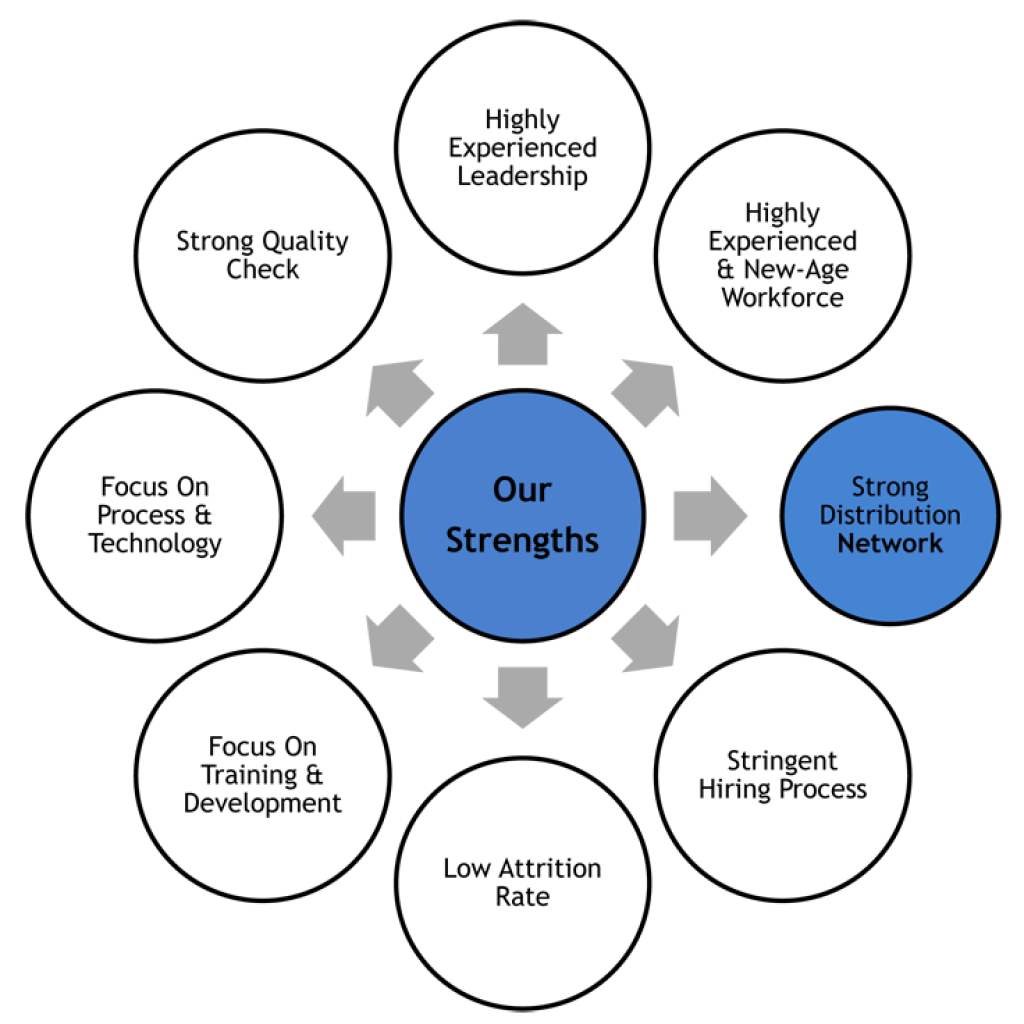 Highly
Experienced
Leadership
Highly
Experienced
& New-Age
Workforce
Strong
Distribution
Network
Stringent
Hiring Process
Low Attrition
Rate
Focus On
Training &
Development
Focus On
Process &
Technology
Strong Quality
Check
Our
Strengths